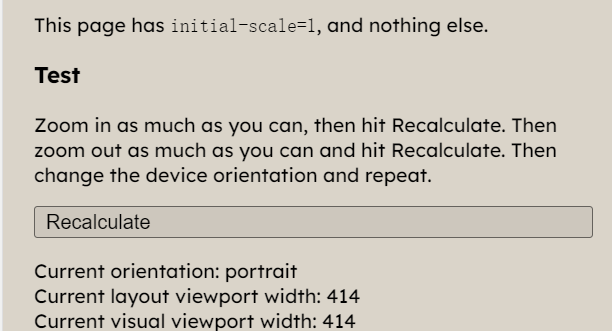 This page has initial-scale=1, and nothing else.
Test
Zoom in as much as you can, then hit Recalculate. Then
zoom out as much as you can and hit Recalculate. Then
change the device orientation and repeat.
Recalculate
Current orientation: portrait
Current layout viewport width: 414
Current visual viewport width: 414